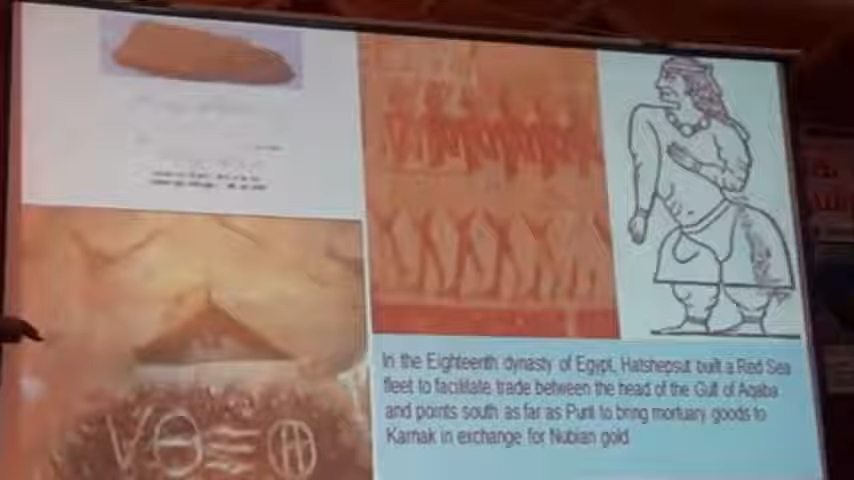 In the Eighteenth dynasty of Egypt, Hatshepsut built a Red Sea
fleet to facilitate trade between the head of the Gulf of Aqaba
and points south as far as Punt to bring mortuary goods to
Karnak in exchange for Nubian gold